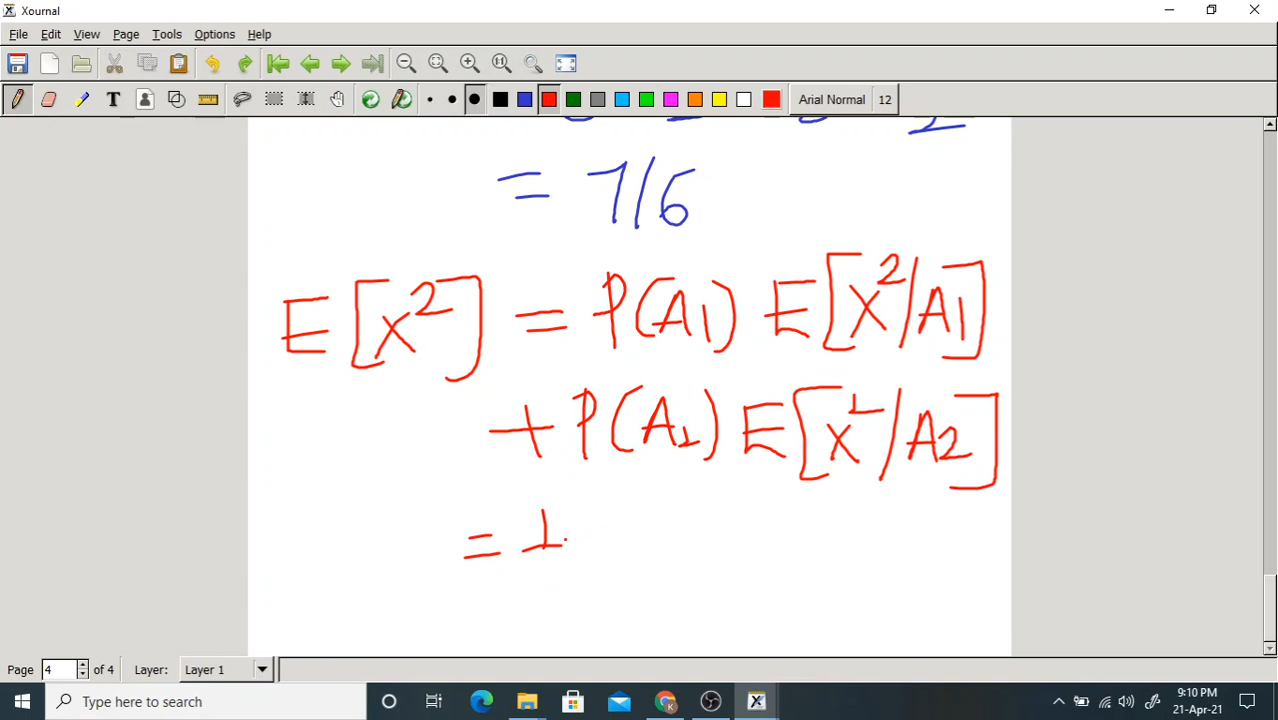 Xournal
File Edit View Page Tools Options Help
Arial Normal 12
= 7/6
E[X² ] = P(A1) E[X²/A1]
+ P(A2) E[X²/A2]
= 1
Page 4 of 4 Layer: Layer 1
Type here to search
9:10 PM
21-Apr-21